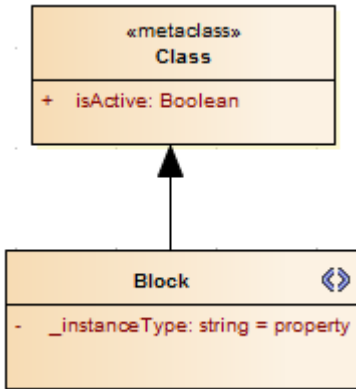 «metaclass»
Class
+ isActive: Boolean
Block
- _instanceType: string = property